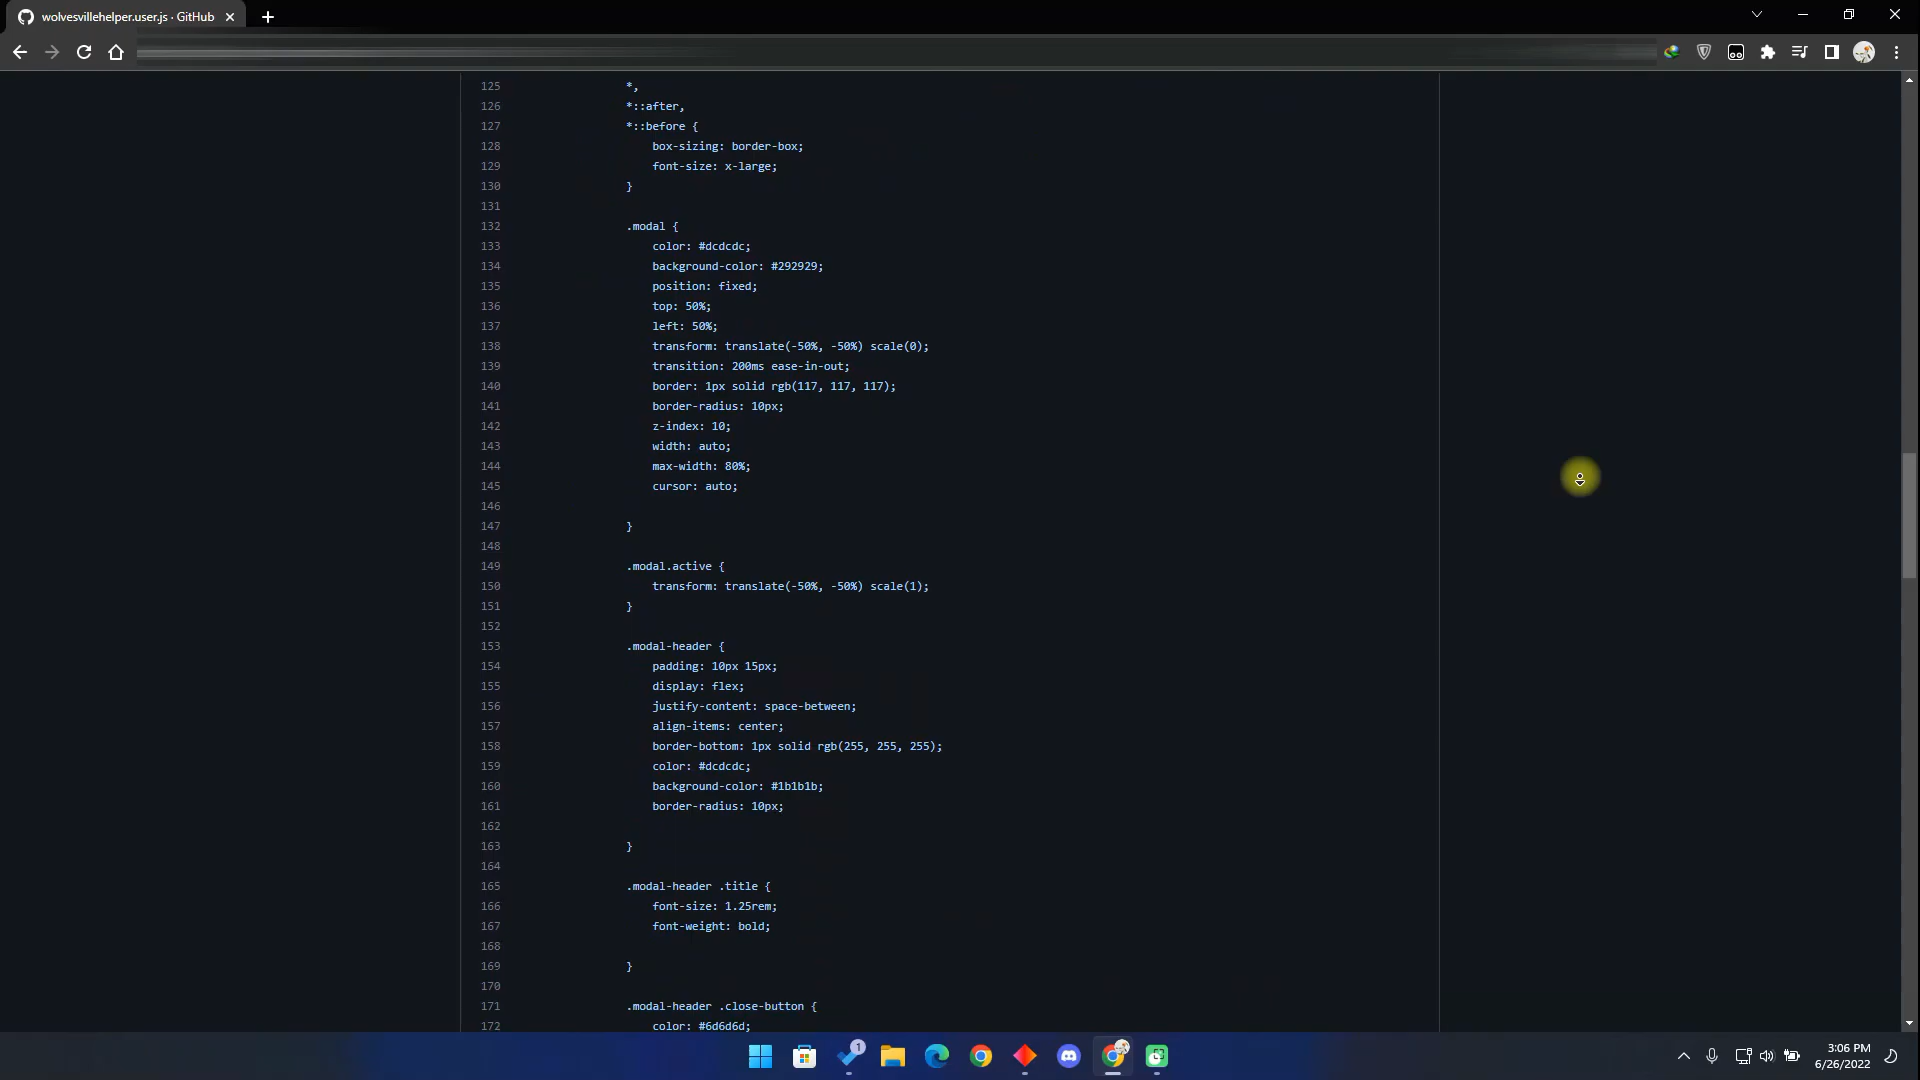 wolvesvillehelper.user.js · GitHub
125 *,
126 *::after,
127 *::before {
128 box-sizing: border-box;
129 font-size: x-large;
130 }
131
132 .modal {
133 color: #dcdcdc;
134 background-color: #292929;
135 position: fixed;
136 top: 50%;
137 left: 50%;
138 transform: translate(-50%, -50%) scale(0);
139 transition: 200ms ease-in-out;
140 border: 1px solid rgb(117, 117, 117);
141 border-radius: 10px;
142 z-index: 10;
143 width: auto;
144 max-width: 80%;
145 cursor: auto;
146
147 }
148
149 .modal.active {
150 transform: translate(-50%, -50%) scale(1);
151 }
152
153 .modal-header {
154 padding: 10px 15px;
155 display: flex;
156 justify-content: space-between;
157 align-items: center;
158 border-bottom: 1px solid rgb(255, 255, 255);
159 color: #dcdcdc;
160 background-color: #1b1b1b;
161 border-radius: 10px;
162
163 }
164
165 .modal-header .title {
166 font-size: 1.25rem;
167 font-weight: bold;
168
169 }
170
171 .modal-header .close-button {
172 color: #6d6d6d;
1
3:06 PM
6/26/2022